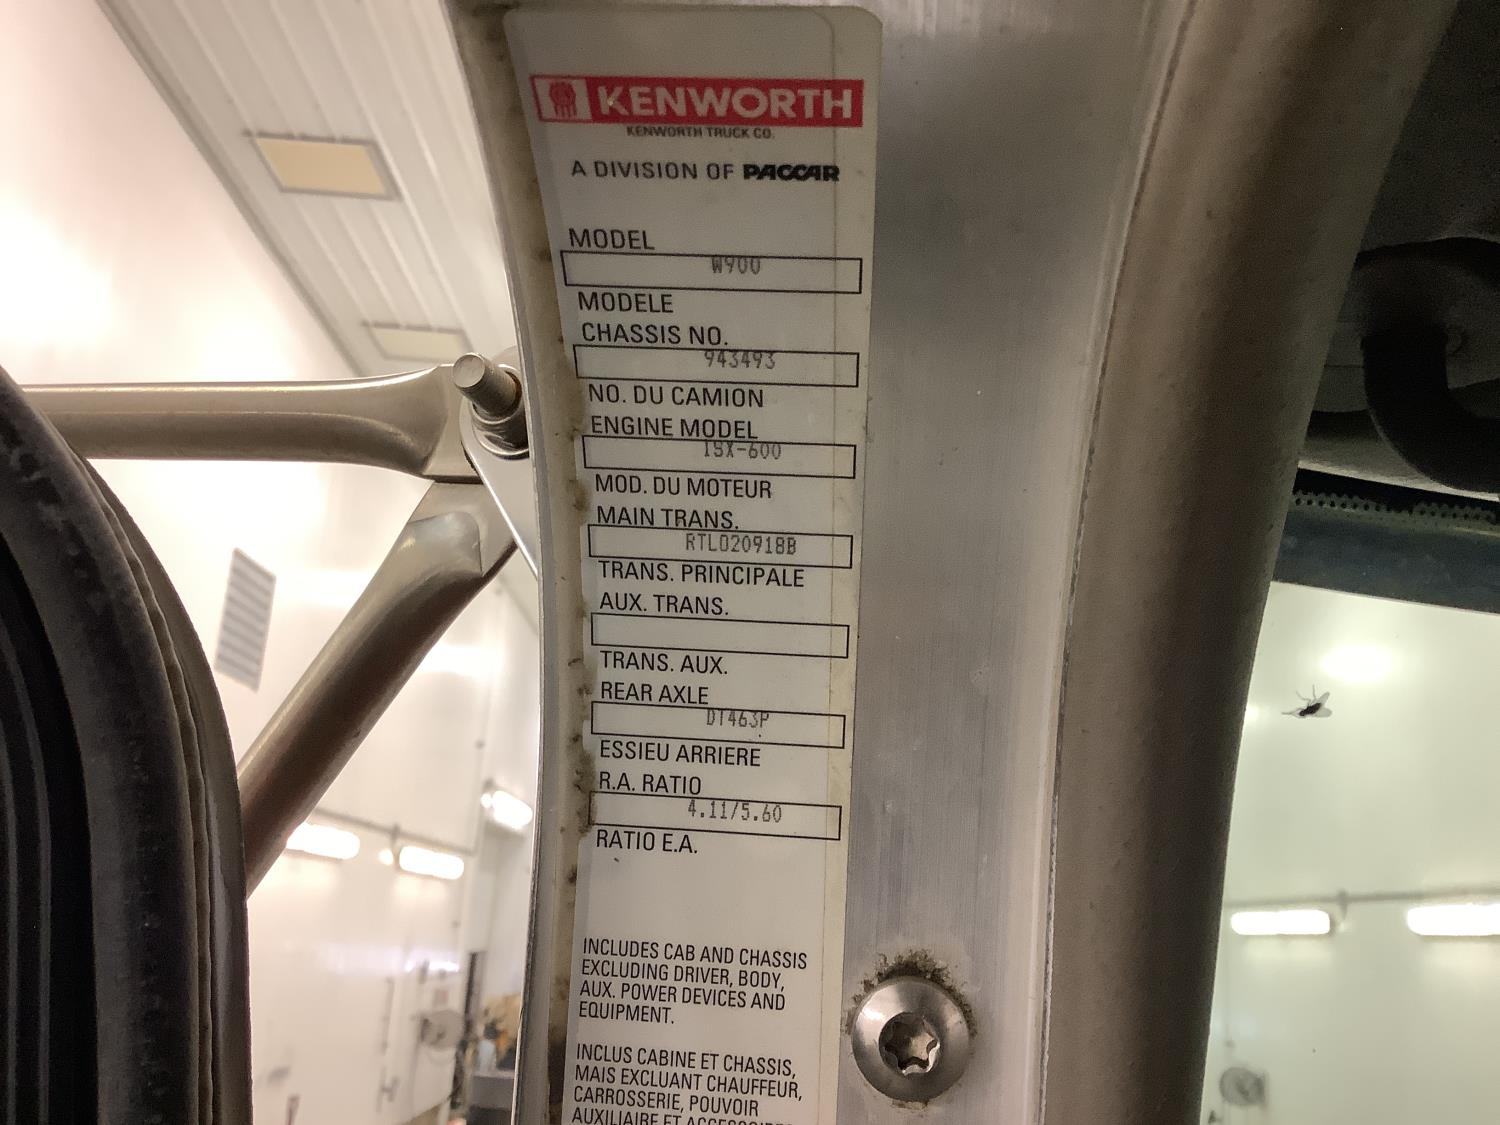 KENWORTH
KENWORTH TRUCK CO.
A DIVISION OF PACCAR
MODEL
W900
MODELE
CHASSIS NO.
943493
NO. DU CAMION
ENGINE MODEL
ISX-600
MOD. DU MOTEUR
MAIN TRANS.
RTLO20918B
TRANS. PRINCIPALE
AUX. TRANS.
TRANS. AUX.
REAR AXLE
DT463P
ESSIEU ARRIERE
R.A. RATIO
4.11/5.60
RATIO E.A.
INCLUDES CAB AND CHASSIS
EXCLUDING DRIVER, BODY,
AUX. POWER DEVICES AND
EQUIPMENT.
INCLUS CABINE ET CHASSIS,
MAIS EXCLUANT CHAUFFEUR,
CARROSSERIE, POUVOIR
AUXILIAIRE ET